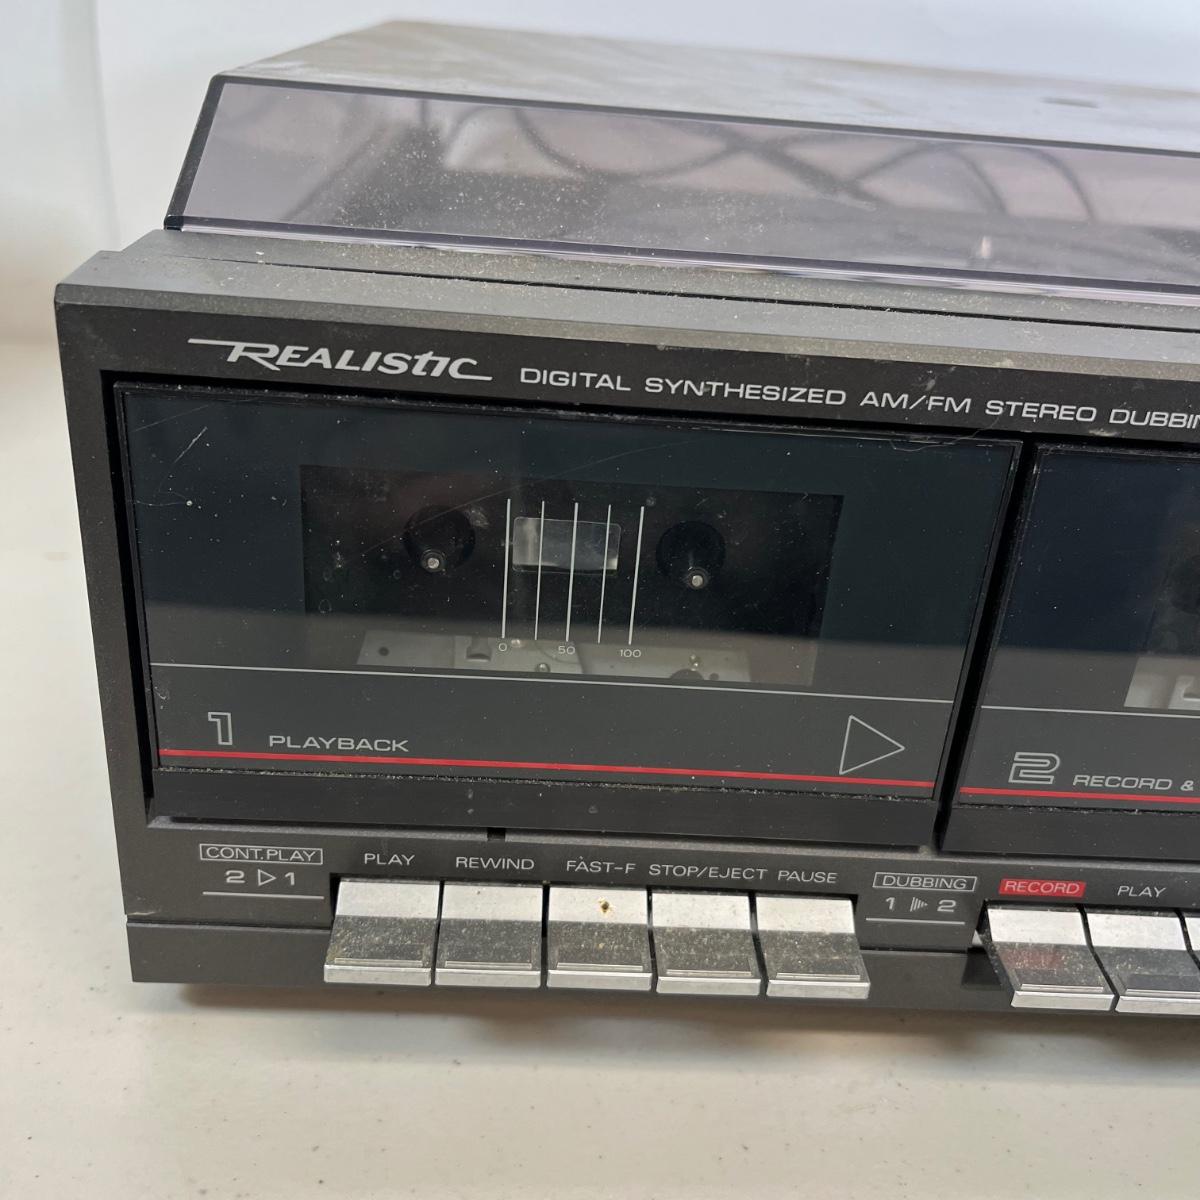 REALISTIC DIGITAL SYNTHESIZED AM/FM STEREO
0 50 100
1 PLAYBACK
2 RECORD &
CONT.PLAY
2 ▷ 1
PLAY REWIND FAST-F STOP/EJECT PAUSE
DUBBING
1 ▷ 2
RECORD PLAY